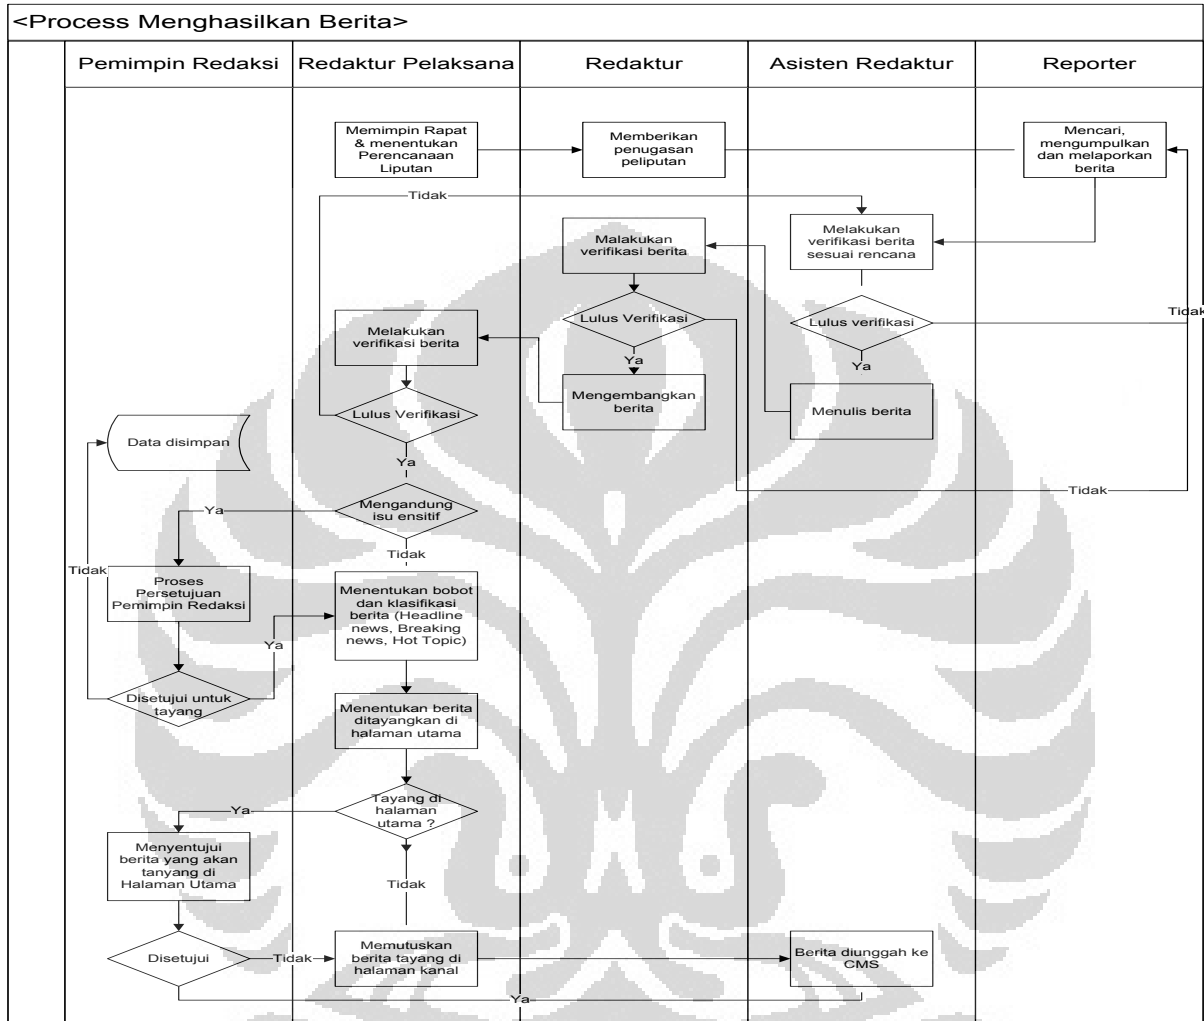 <Process Menghasilkan Berita>
Pemimpin Redaksi
Redaktur Pelaksana
Redaktur
Asisten Redaktur
Reporter
Memimpin Rapat
& menentukan
Perencanaan
Liputan
Memberikan
penugasan
peliputan
Mencari,
mengumpulkan
dan melaporkan
berita
Tidak
Malakukan
verifikasi berita
Melakukan
verifikasi berita
sesuai rencana
Lulus Verifikasi
Lulus verifikasi
Tidak
Melakukan
verifikasi berita
Ya
Ya
Mengembangkan
berita
Menulis berita
Lulus Verifikasi
Data disimpan
Ya
Tidak
Mengandung
isu ensitif
Ya
Tidak
Tidak
Proses
Persetujuan
Pemimpin Redaksi
Menentukan bobot
dan klasifikasi
berita (Headline
news, Breaking
news, Hot Topic)
Ya
Disetujui untuk
tayang
Menentukan berita
ditayangkan di
halaman utama
Tayang di
halaman
utama ?
Ya
Menyentujui
berita yang akan
tanyang di
Halaman Utama
Tidak
Disetujui
Tidak
Memutuskan
berita tayang di
halaman kanal
Berita diunggah ke
CMS
Ya